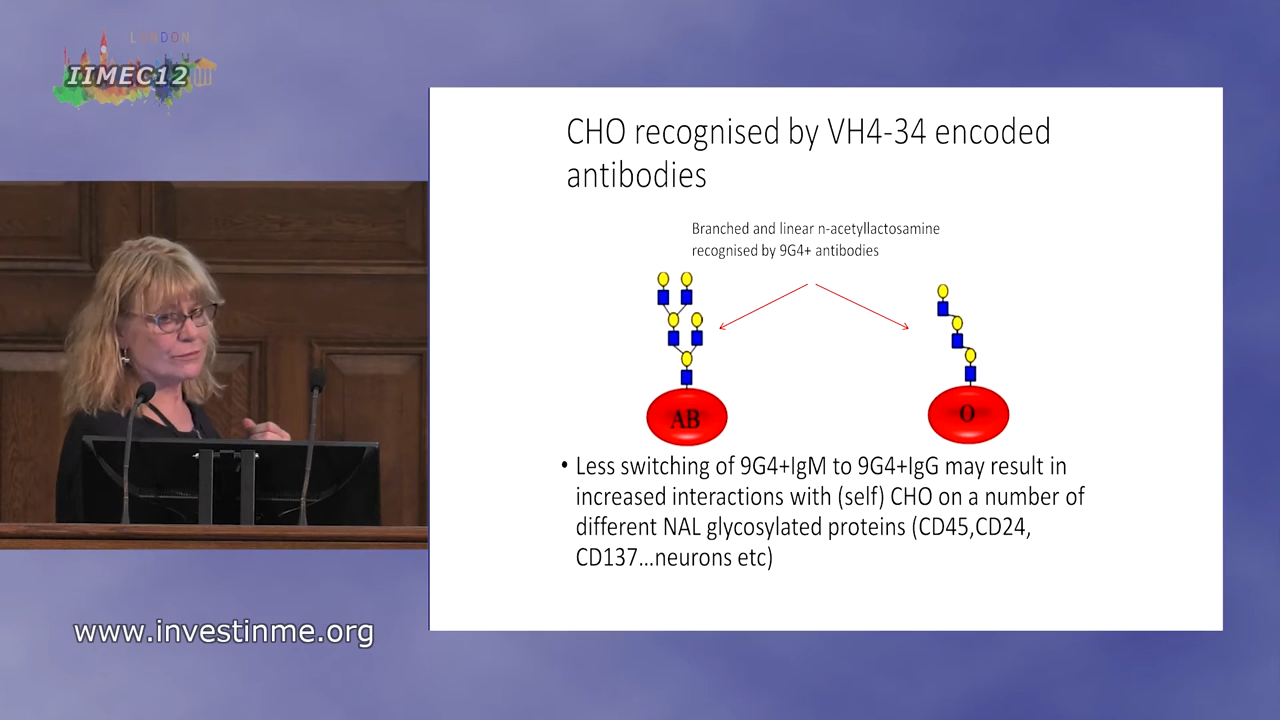 LONDON
IIMEC12
CHO recognised by VH4-34 encoded
antibodies
Branched and linear n-acetyllactosamine
recognised by 9G4+ antibodies
AB
O
• Less switching of 9G4+IgM to 9G4+IgG may result in
increased interactions with (self) CHO on a number of
different NAL glycosylated proteins (CD45,CD24,
CD137...neurons etc)
www.investinme.org